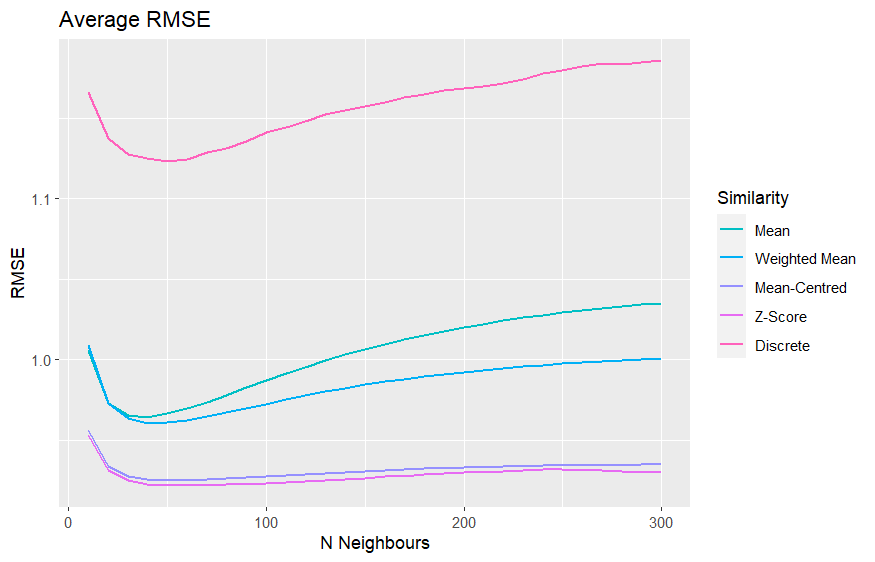 Average RMSE
RMSE
1.1
1.0
0
100
200
300
N Neighbours
Similarity
Mean
Weighted Mean
Mean-Centred
Z-Score
Discrete